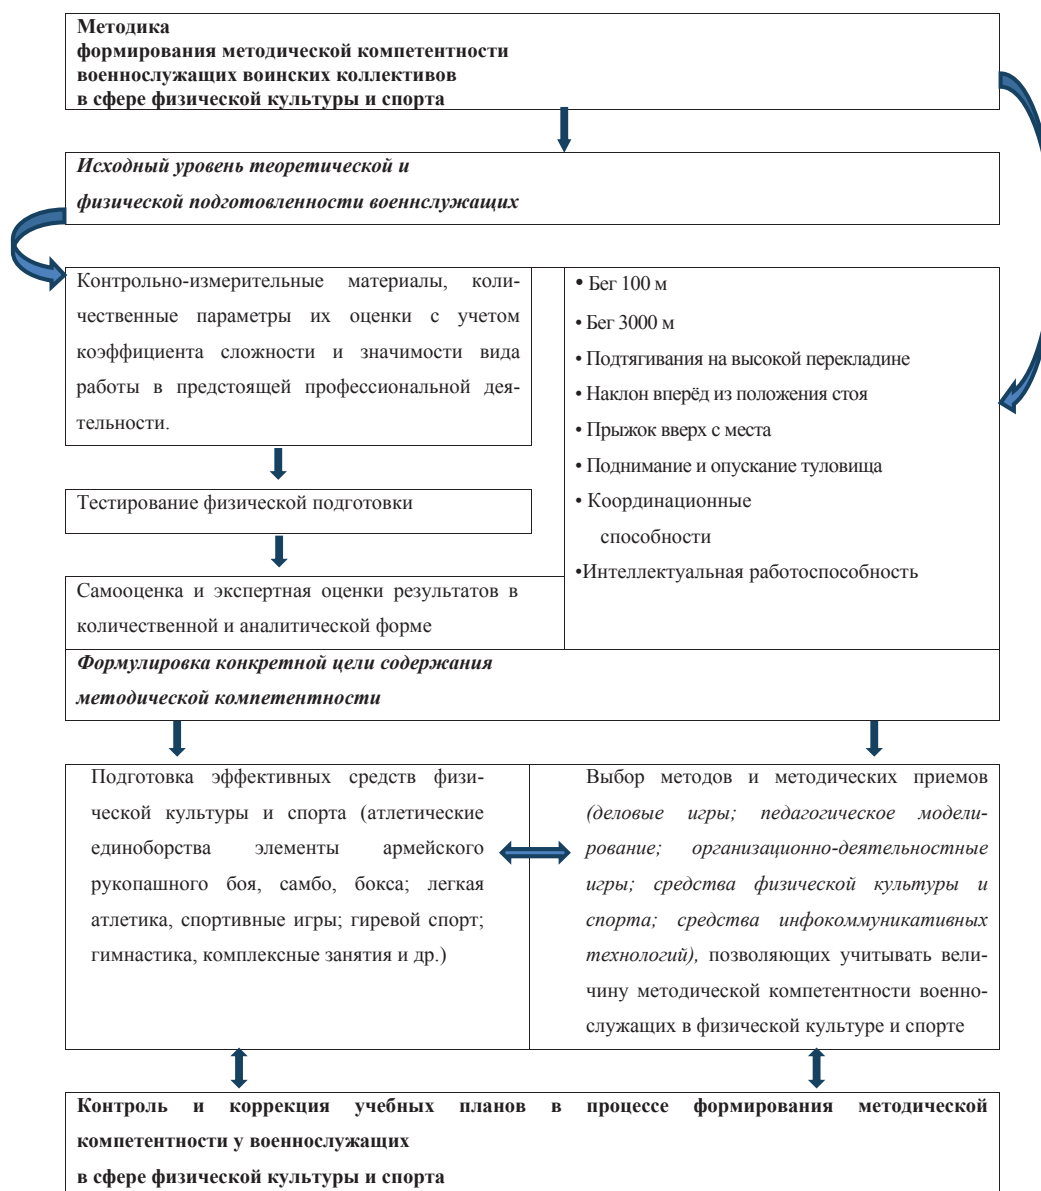 Методика
формирования методической компетентности
военнослужащих воинских коллективов
в сфере физической культуры и спорта
Исходный уровень теоретической и
физической подготовленности военнслужащих
Контрольно-измерительные материалы, коли-
чественные параметры их оценки с учетом
коэффициента сложности и значимости вида
работы в предстоящей профессиональной дея-
тельности.
Тестирование физической подготовки
Самооценка и экспертная оценки результатов в
количественной и аналитической форме
• Бег 100 м
• Бег 3000 м
• Подтягивания на высокой перекладине
• Наклон вперёд из положения стоя
• Прыжок вверх с места
• Поднимание и опускание туловища
• Координационные
способности
•Интеллектуальная работоспособность
Формулировка конкретной цели содержания
методической компетентности
Подготовка эффективных средств физи-
ческой культуры и спорта (атлетические
единоборства элементы армейского
рукопашного боя, самбо, бокса; легкая
атлетика, спортивные игры; гиревой спорт;
гимнастика, комплексные занятия и др.)
Выбор методов и методических приемов
(деловые игры; педагогическое модели-
рование; организационно-деятельностные
игры; средства физической культуры и
спорта; средства инфокоммуникативных
технологий), позволяющих учитывать вели-
чину методической компетентности военно-
служащих в физической культуре и спорте
Контроль и коррекция учебных планов в процессе формирования методической
компетентности у военнослужащих
в сфере физической культуры и спорта